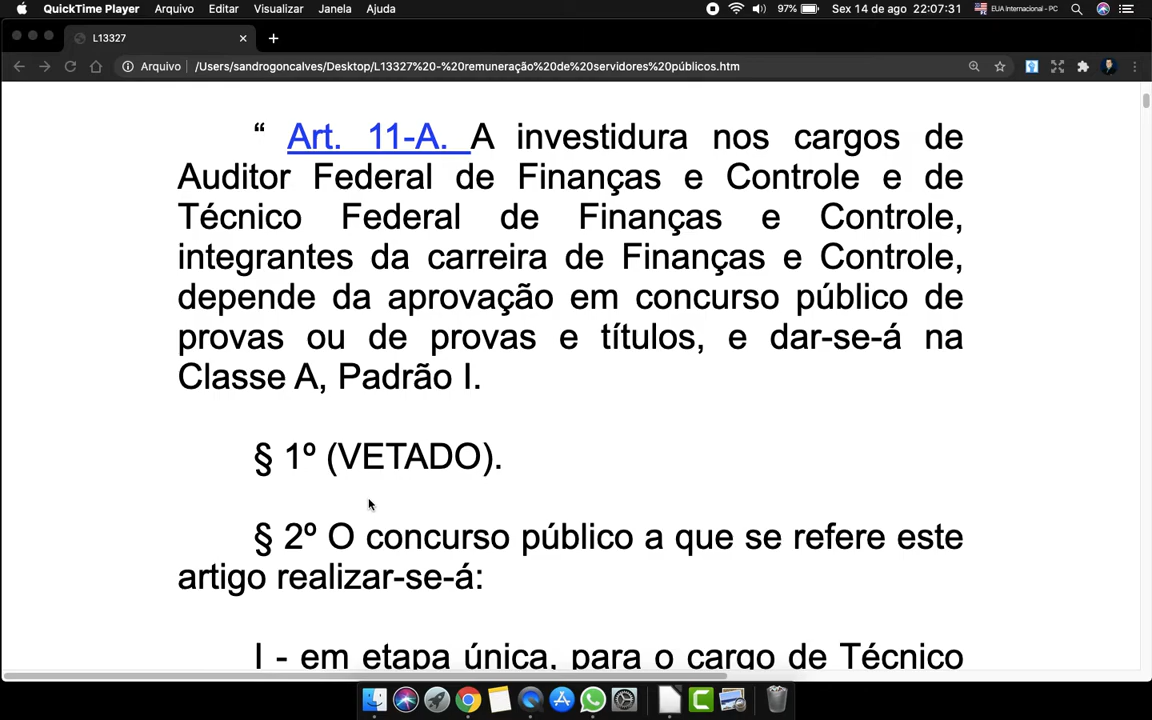 QuickTime Player Arquivo Editar Visualizar Janela Ajuda 97% Sex 14 de ago 22:07:31 EUA Internacional - PC
L13327
Arquivo /Users/sandrogoncalves/Desktop/L13327%20-%20remuneração%20de%20servidores%20públicos.htm
“ Art. 11-A. A investidura nos cargos de
Auditor Federal de Finanças e Controle e de
Técnico Federal de Finanças e Controle,
integrantes da carreira de Finanças e Controle,
depende da aprovação em concurso público de
provas ou de provas e títulos, e dar-se-á na
Classe A, Padrão I.
§ 1º (VETADO).
§ 2º O concurso público a que se refere este
artigo realizar-se-á:
I - em etapa única, para o cargo de Técnico